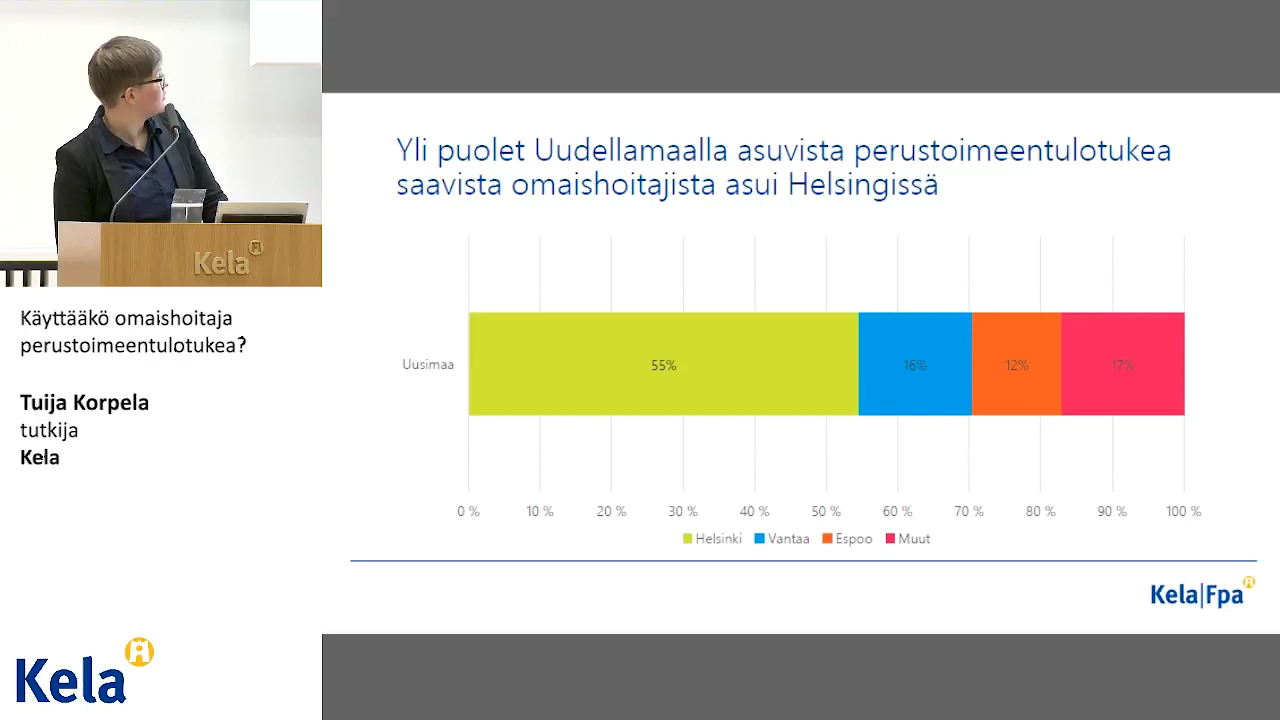 Kela
Käyttääkö omaishoitaja
perustoimeentulotukea?
Tuija Korpela
tutkija
Kela
Kela
Yli puolet Uudellamaalla asuvista perustoimeentulotukea
saavista omaishoitajista asui Helsingissä
Uusimaa
55%
16%
12%
17%
0 %
10 %
20 %
30 %
40 %
50 %
60 %
70 %
80 %
90 %
100 %
Helsinki
Vantaa
Espoo
Muut
Kela|Fpa